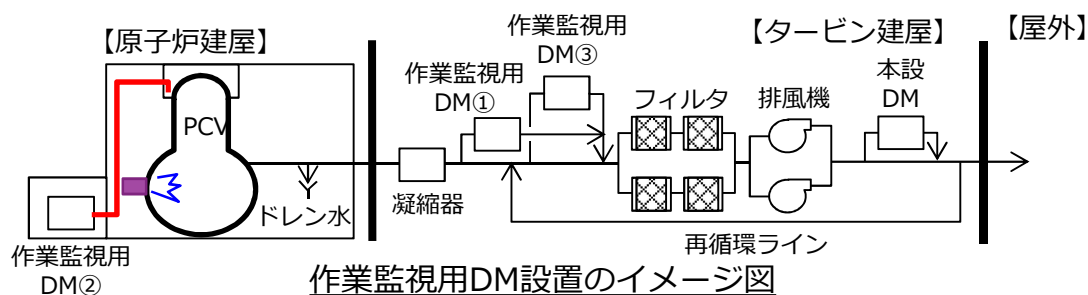 【原子炉建屋】
作業監視用
DM③
【タービン建屋】
【屋外】
作業監視用
DM①
フィルタ
排風機
本設
DM
PCV
ドレン水
凝縮器
再循環ライン
作業監視用
DM②
作業監視用DM設置のイメージ図